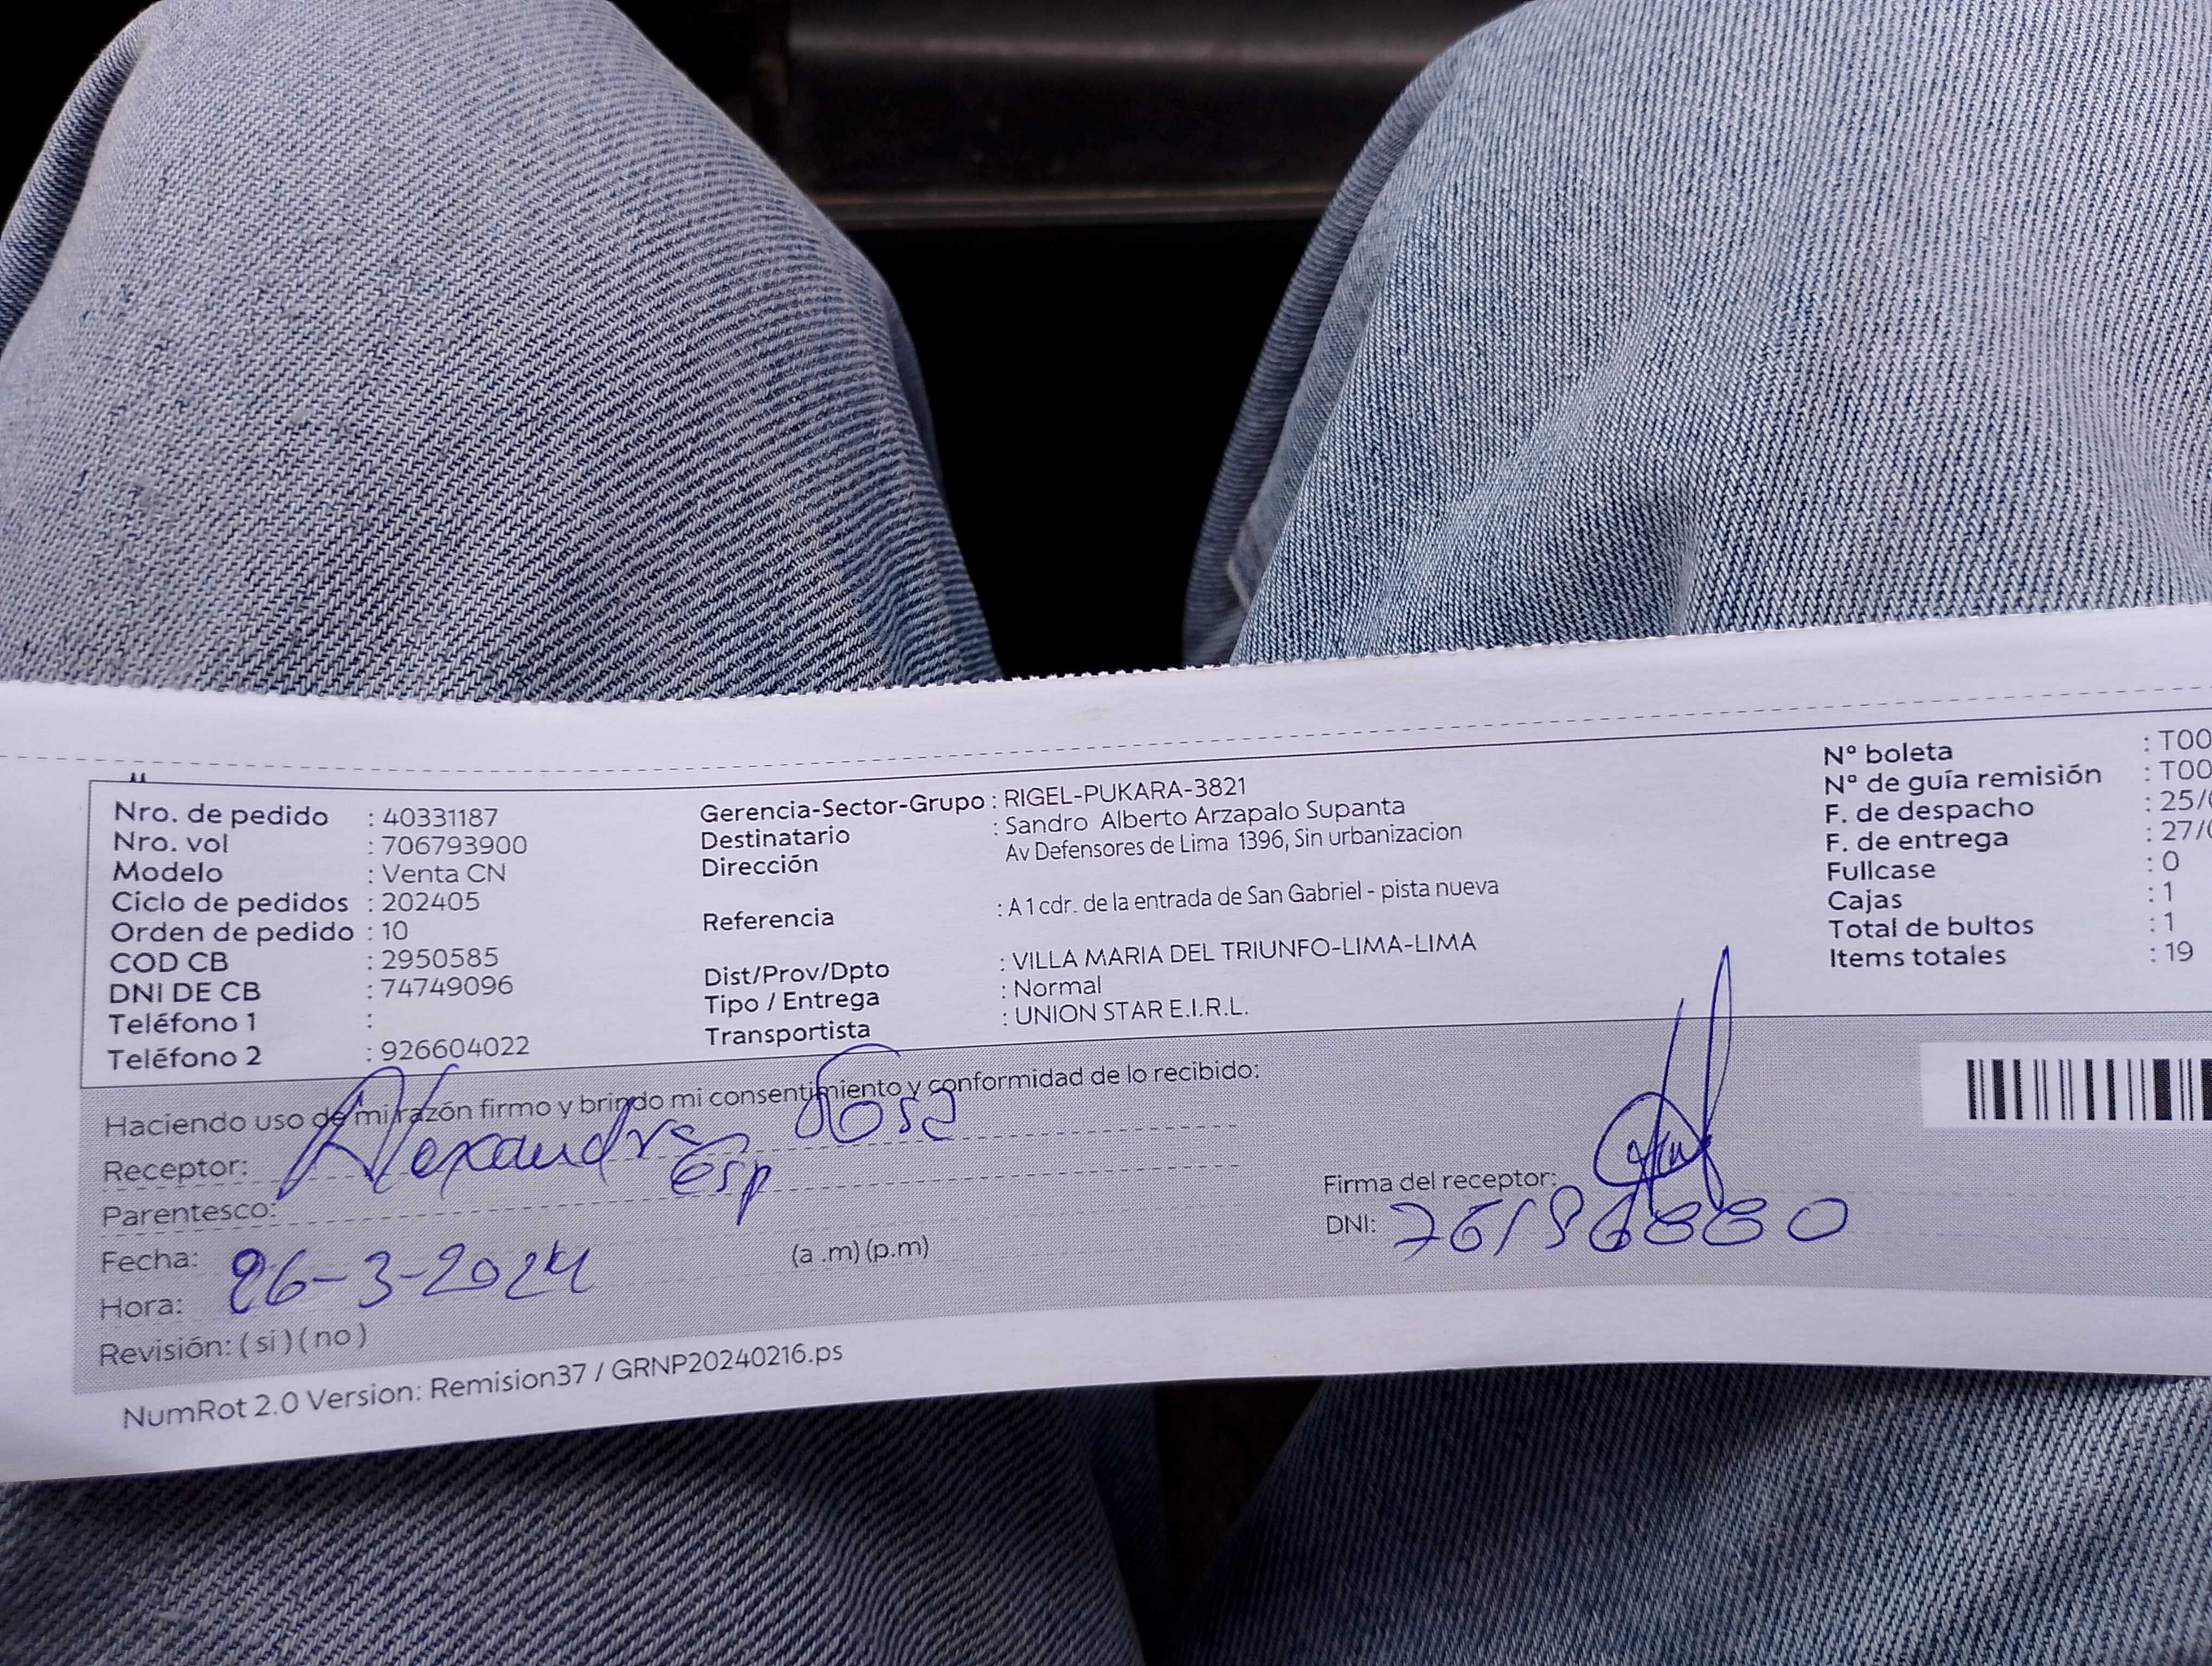 Nro. de pedido : 40331187
Nro. vol : 706793900
Modelo : Venta CN
Ciclo de pedidos : 202405
Orden de pedido : 10
COD CB : 2950585
DNI DE CB : 74749096
Teléfono 1 :
Teléfono 2 : 926604022
Gerencia-Sector-Grupo : RIGEL-PUKARA-3821
Destinatario : Sandro Alberto Arzapalo Supanta
Dirección Av Defensores de Lima 1396, Sin urbanizacion
Referencia : A 1 cdr. de la entrada de San Gabriel - pista nueva
Dist/Prov/Dpto : VILLA MARIA DEL TRIUNFO-LIMA-LIMA
Tipo / Entrega : Normal
Transportista : UNION STAR E.I.R.L.
N° boleta : T00
N° de guía remisión : T00
F. de despacho : 25/
F. de entrega : 27/
Fullcase : 0
Cajas : 1
Total de bultos : 1
Items totales : 19
Haciendo uso de mi razón firmo y brindo mi consentimiento y conformidad de lo recibido:
Receptor: Alexandra
Parentesco: Esp
Fecha: 26-3-2024
Hora: (a .m) (p.m)
Revisión: ( si ) ( no )
Firma del receptor:
DNI:
NumRot 2.0 Version: Remision37 / GRNP20240216.ps